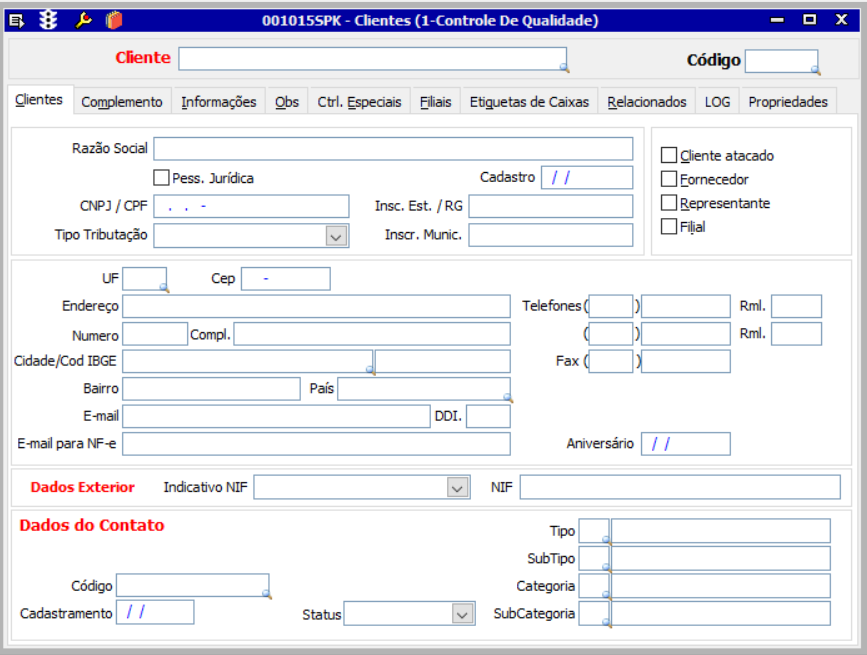 001015SPK - Clientes (1-Controle De Qualidade)
Cliente Código
Clientes Complemento Informações Obs Ctrl. Especiais Filiais Etiquetas de Caixas Relacionados LOG Propriedades
Razão Social
Pess. Jurídica Cadastro / /
CNPJ / CPF . . - Insc. Est. / RG
Tipo Tributação Inscr. Munic.
Cliente atacado
Fornecedor
Representante
Filial
UF Cep -
Endereço Telefones ( ) Rml.
Numero Compl. ( ) Rml.
Cidade/Cod IBGE Fax ( )
Bairro País
E-mail DDI.
E-mail para NF-e Aniversário / /
Dados Exterior Indicativo NIF NIF
Dados do Contato
Tipo
SubTipo
Código Categoria
Cadastramento / / Status SubCategoria